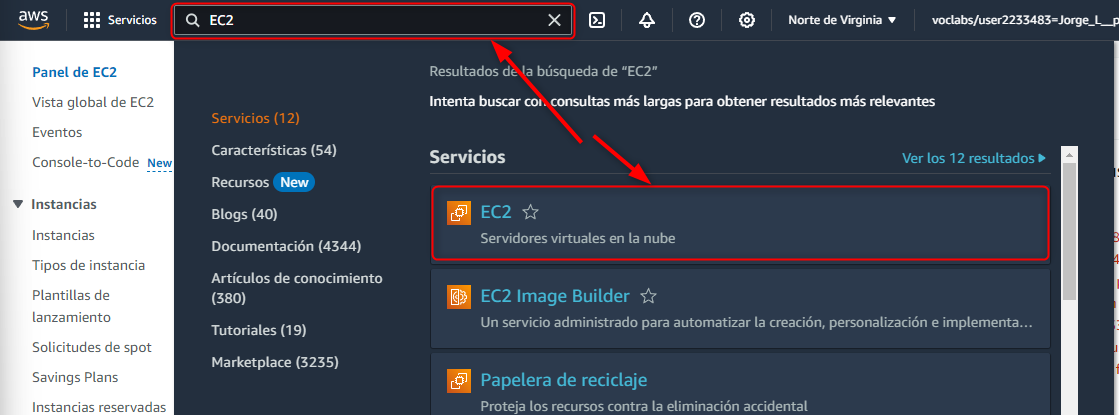 aws
Servicios
EC2
Norte de Virginia
voclabs/user2233483=Jorge_L__p
Panel de EC2
Vista global de EC2
Eventos
Console-to-Code New
Instancias
Instancias
Tipos de instancia
Plantillas de
lanzamiento
Solicitudes de spot
Savings Plans
Instancias reservadas
Servicios (12)
Características (54)
Recursos New
Blogs (40)
Documentación (4344)
Artículos de conocimiento
(380)
Tutoriales (19)
Marketplace (3235)
Resultados de la búsqueda de “EC2”
Intenta buscar con consultas más largas para obtener resultados más relevantes
Servicios
Ver los 12 resultados
EC2
Servidores virtuales en la nube
EC2 Image Builder
Un servicio administrado para automatizar la creación, personalización e implementa…
Papelera de reciclaje
Proteja los recursos contra la eliminación accidental